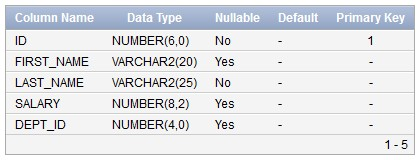 Column Name Data Type Nullable Default Primary Key
ID NUMBER(6,0) No - 1
FIRST_NAME VARCHAR2(20) Yes - -
LAST_NAME VARCHAR2(25) No - -
SALARY NUMBER(8,2) Yes - -
DEPT_ID NUMBER(4,0) Yes - -
1 - 5